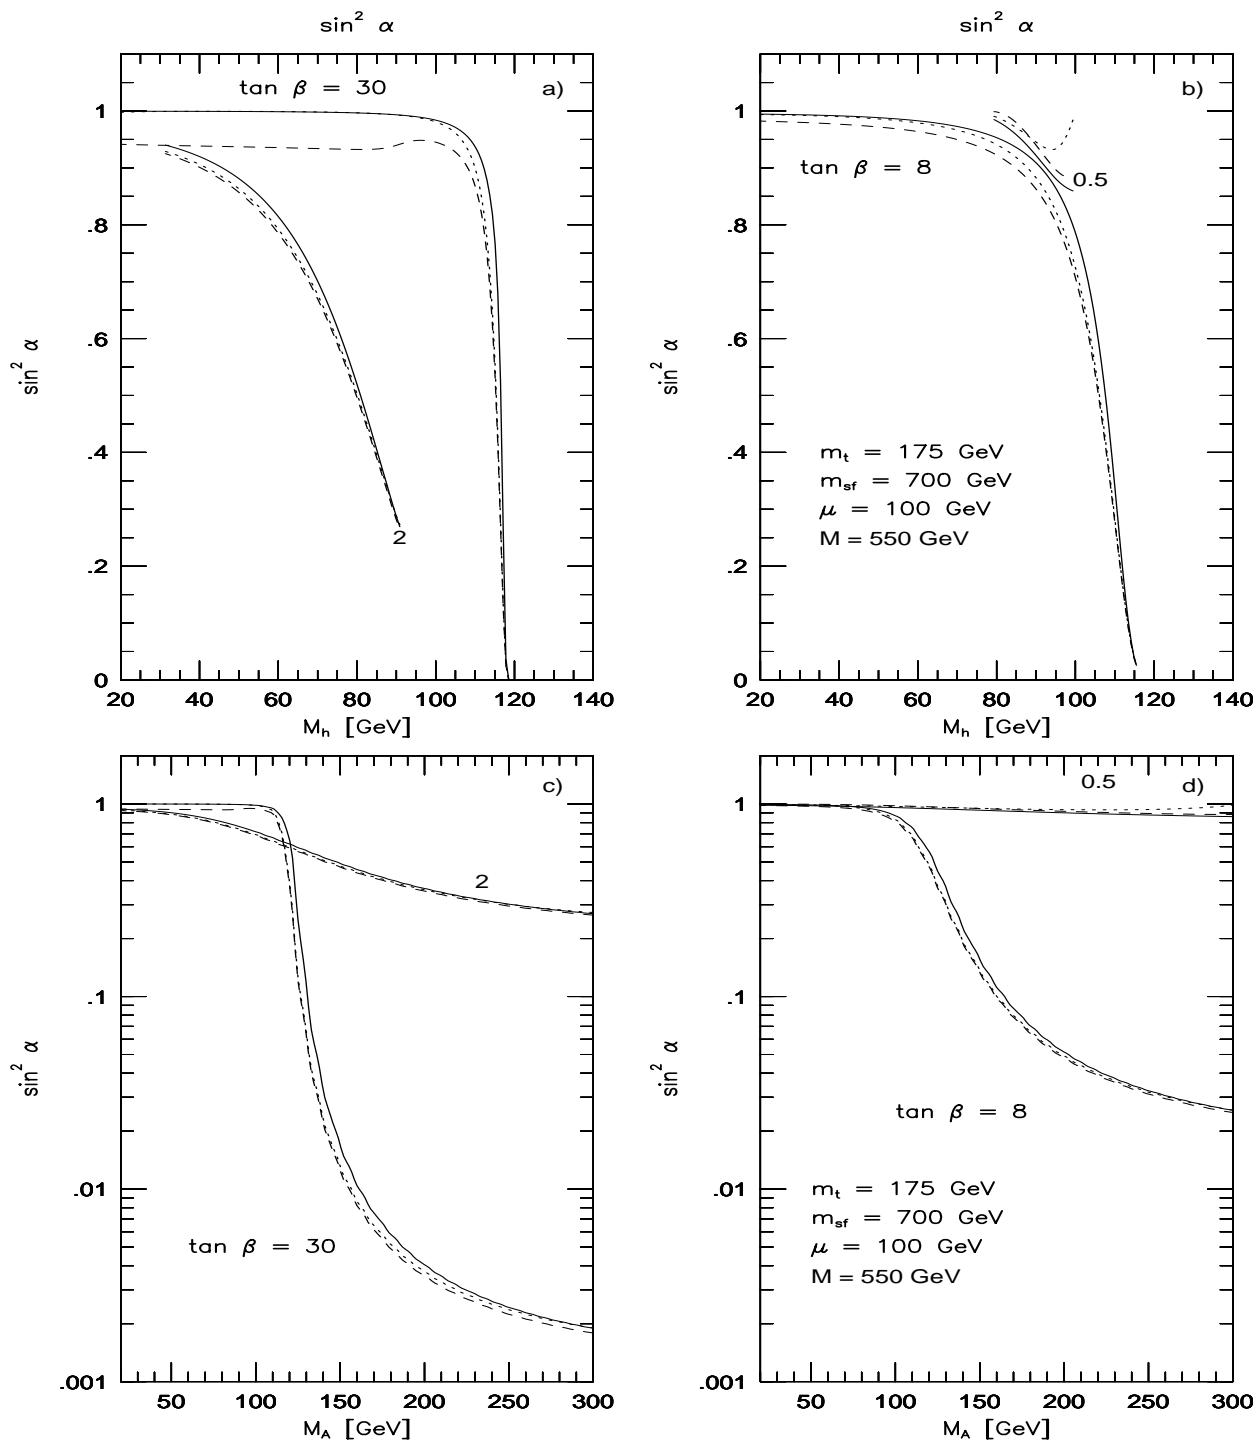 sin² α
sin² α
tan β = 30
a)
b)
1
.8
.6
.4
.2
0
sin² α
2
20 40 60 80 100 120 140
M_h [GeV]
1
.8
.6
.4
.2
0
sin² α
0.5
tan β = 8
m_t = 175 GeV
m_sf = 700 GeV
μ = 100 GeV
M = 550 GeV
20 40 60 80 100 120 140
M_h [GeV]
c)
1
.1
.01
.001
sin² α
2
tan β = 30
50 100 150 200 250 300
M_A [GeV]
0.5
d)
1
.1
.01
.001
sin² α
tan β = 8
m_t = 175 GeV
m_sf = 700 GeV
μ = 100 GeV
M = 550 GeV
50 100 150 200 250 300
M_A [GeV]